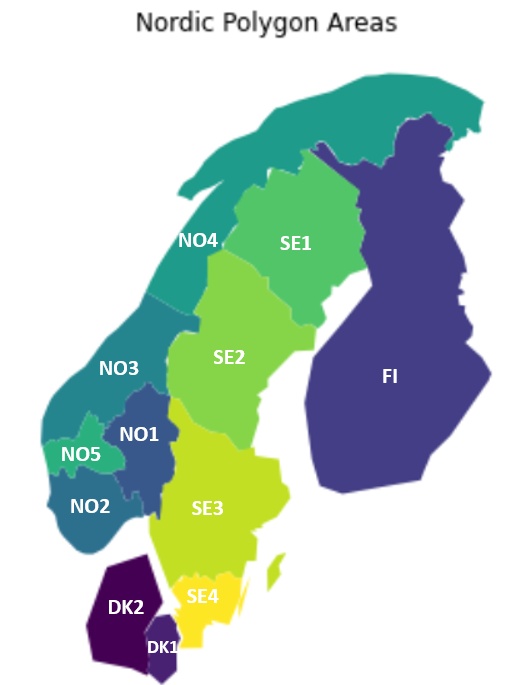 Nordic Polygon Areas
NO4
SE1
SE2
NO3
FI
NO1
NO5
NO2
SE3
SE4
DK2
DK1